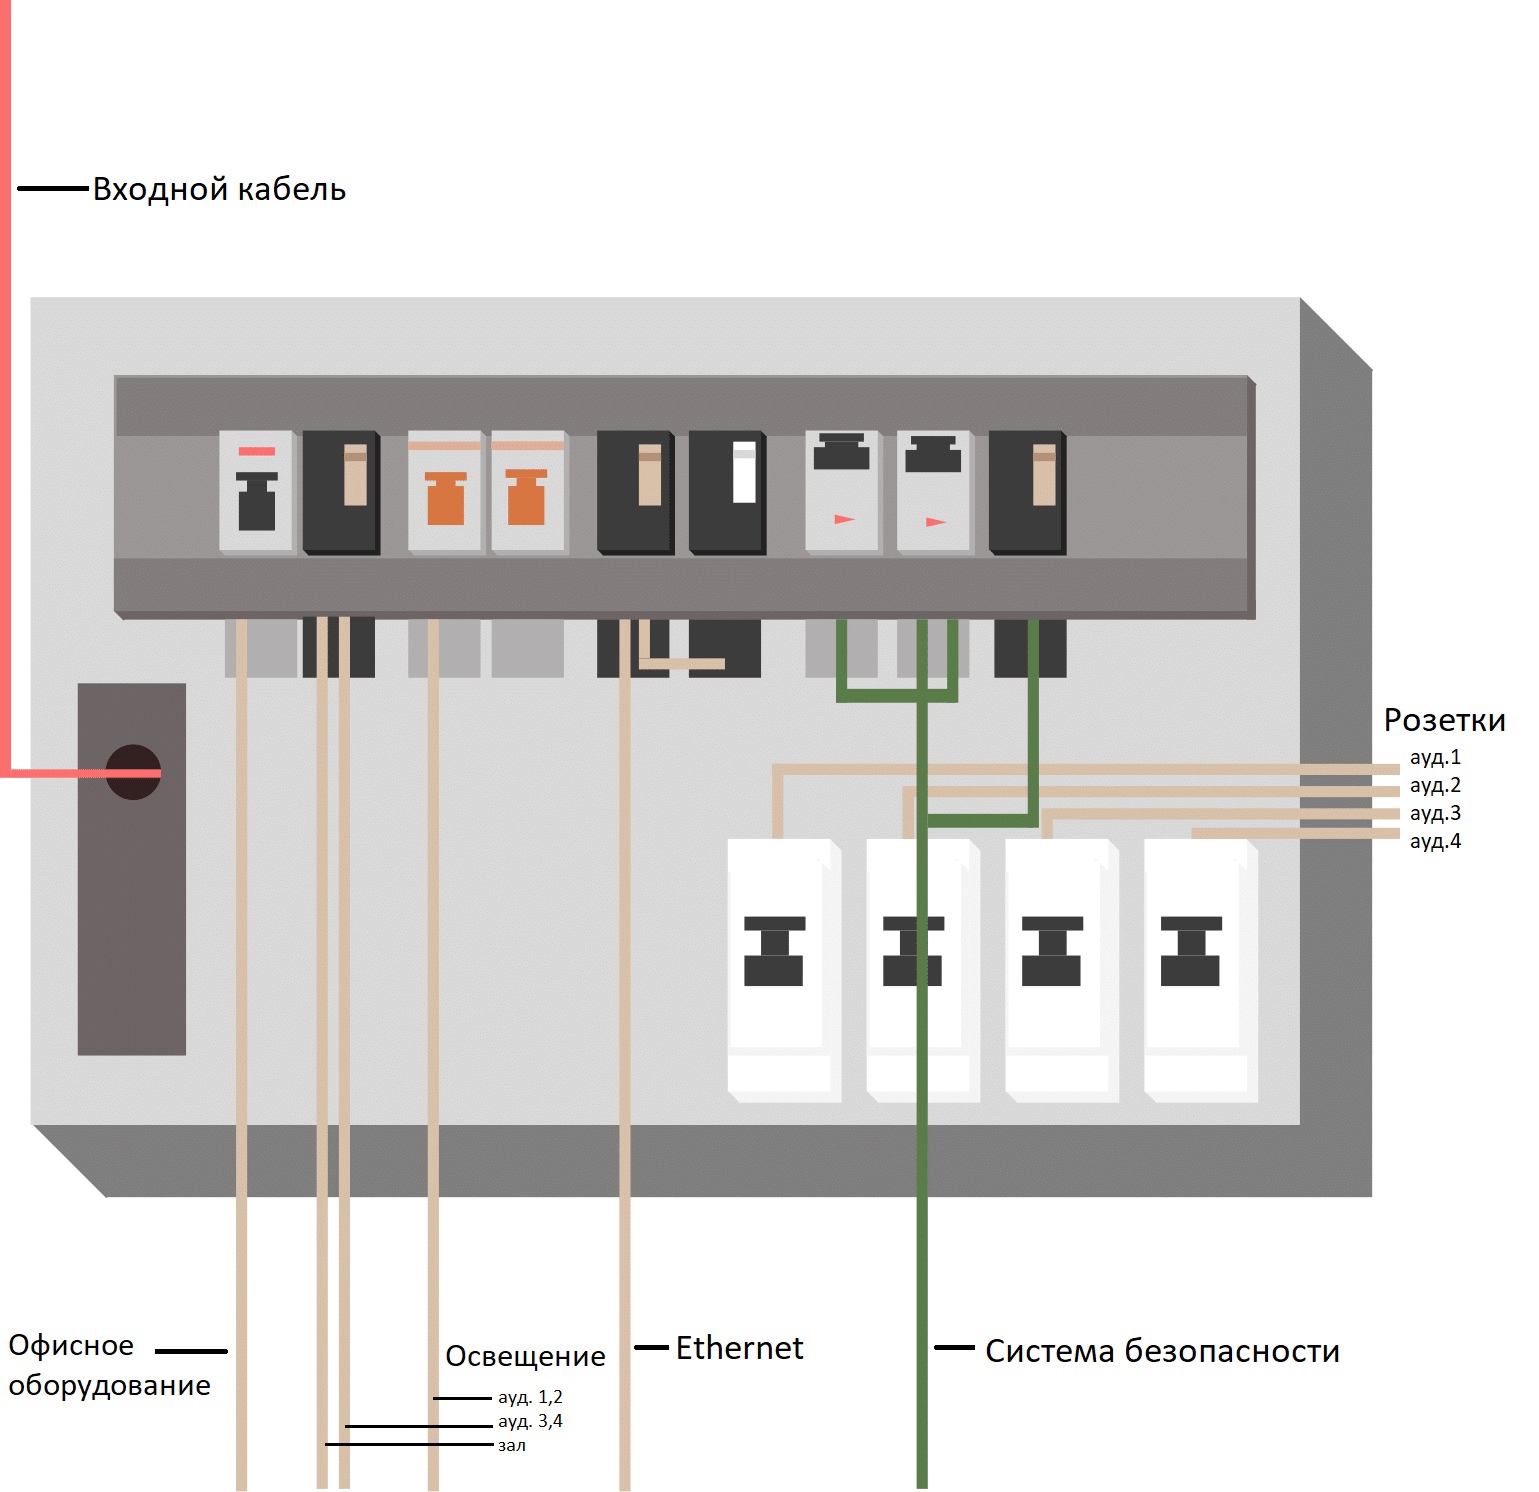 Входной кабель
Розетки
ауд.1
ауд.2
ауд.3
ауд.4
Офисное
оборудование
Освещение
ауд. 1,2
ауд. 3,4
зал
Ethernet
Система безопасности